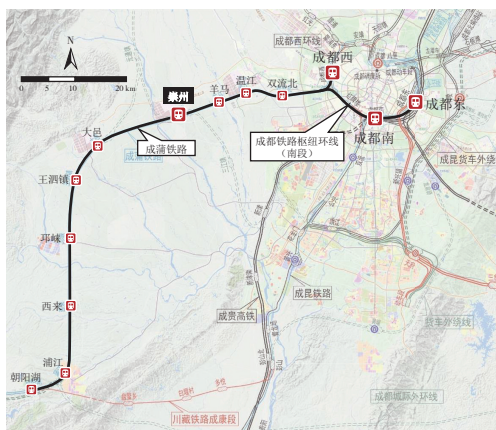 成都西环线
成都西
N
温江
双流北
0
10
20 km
崇州
羊马
成都东
大邑
成都南
成蒲铁路
成都铁路枢纽环线
（南段）
成昆货车外绕
王泗镇
邛崃
成昆铁路
西来
成贵高铁
货车外绕线
蒲江
朝阳湖
成都城际外环线
川藏铁路成康段